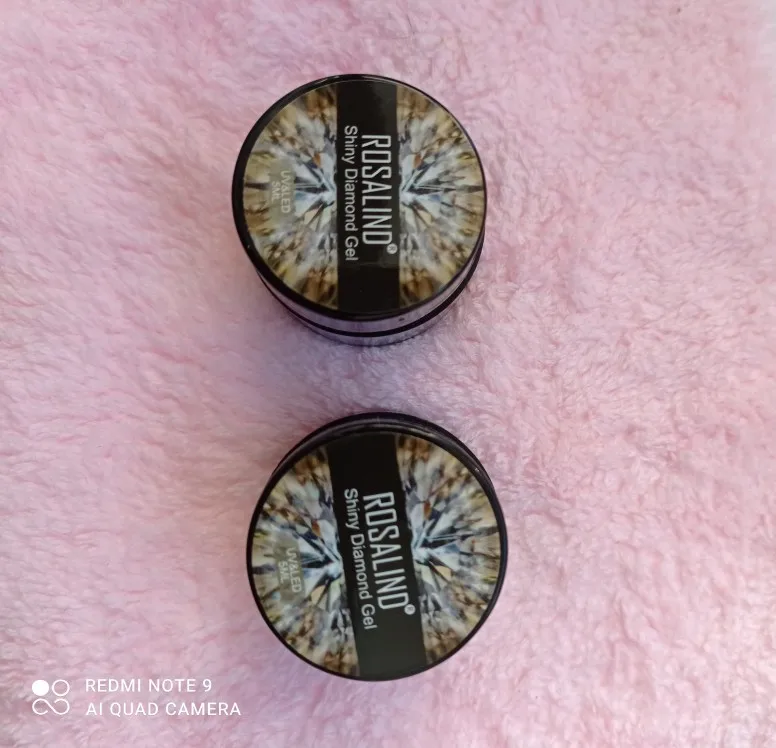 ROSALIND®
Shiny Diamond Gel
UV&LED
5ML
ROSALIND®
Shiny Diamond Gel
UV&LED
5ML
REDMI NOTE 9
AI QUAD CAMERA